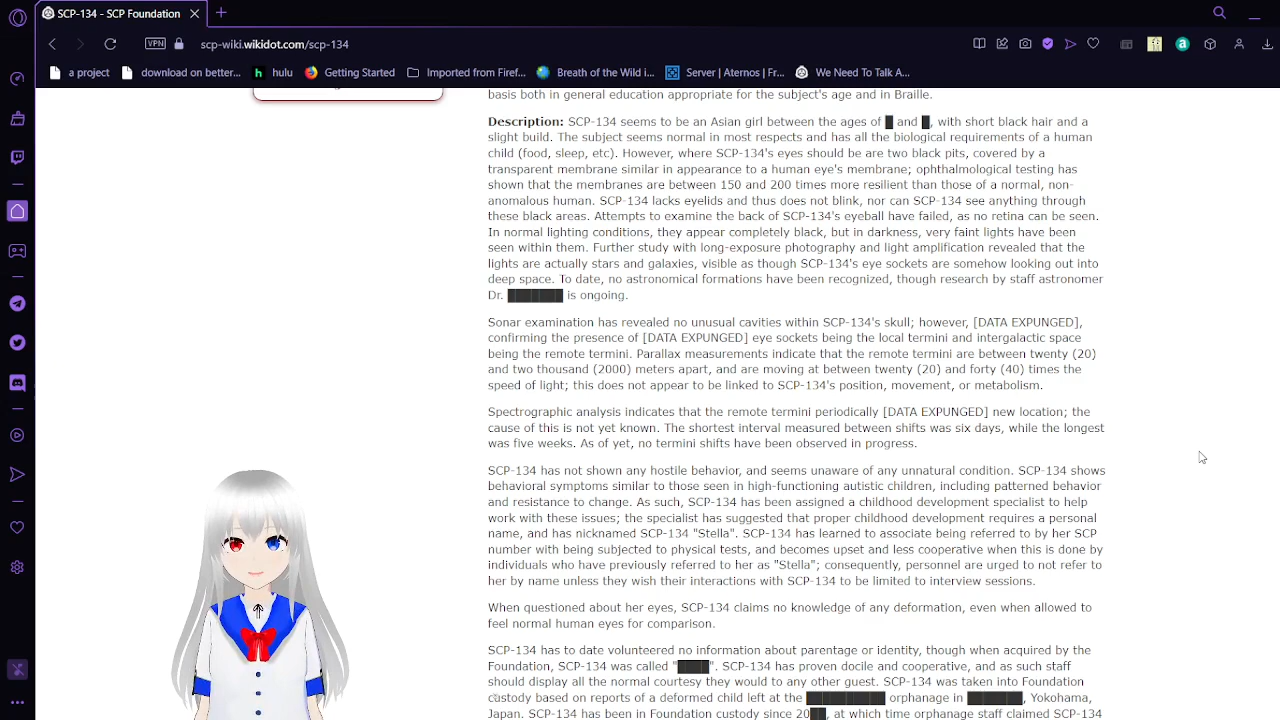 SCP-134 - SCP Foundation
VPN
scp-wiki.wikidot.com/scp-134
a project
download on better...
hulu
Getting Started
Imported from Firef...
Breath of the Wild i...
Server | Aternos | Fr...
We Need To Talk A...
basis both in general education appropriate for the subject's age and in Braille.
Description: SCP-134 seems to be an Asian girl between the ages of █ and █, with short black hair and a
slight build. The subject seems normal in most respects and has all the biological requirements of a human
child (food, sleep, etc). However, where SCP-134's eyes should be are two black pits, covered by a
transparent membrane similar in appearance to a human eye's membrane; ophthalmological testing has
shown that the membranes are between 150 and 200 times more resilient than those of a normal, non-
anomalous human. SCP-134 lacks eyelids and thus does not blink, nor can SCP-134 see anything through
these black areas. Attempts to examine the back of SCP-134's eyeball have failed, as no retina can be seen.
In normal lighting conditions, they appear completely black, but in darkness, very faint lights have been
seen within them. Further study with long-exposure photography and light amplification revealed that the
lights are actually stars and galaxies, visible as though SCP-134's eye sockets are somehow looking out into
deep space. To date, no astronomical formations have been recognized, though research by staff astronomer
Dr. ███████ is ongoing.
Sonar examination has revealed no unusual cavities within SCP-134's skull; however, [DATA EXPUNGED],
confirming the presence of [DATA EXPUNGED] eye sockets being the local termini and intergalactic space
being the remote termini. Parallax measurements indicate that the remote termini are between twenty (20)
and two thousand (2000) meters apart, and are moving at between twenty (20) and forty (40) times the
speed of light; this does not appear to be linked to SCP-134's position, movement, or metabolism.
Spectrographic analysis indicates that the remote termini periodically [DATA EXPUNGED] new location; the
cause of this is not yet known. The shortest interval measured between shifts was six days, while the longest
was five weeks. As of yet, no termini shifts have been observed in progress.
SCP-134 has not shown any hostile behavior, and seems unaware of any unnatural condition. SCP-134 shows
behavioral symptoms similar to those seen in high-functioning autistic children, including patterned behavior
and resistance to change. As such, SCP-134 has been assigned a childhood development specialist to help
work with these issues; the specialist has suggested that proper childhood development requires a personal
name, and has nicknamed SCP-134 "Stella". SCP-134 has learned to associate being referred to by her SCP
number with being subjected to physical tests, and becomes upset and less cooperative when this is done by
individuals who have previously referred to her as "Stella"; consequently, personnel are urged to not refer to
her by name unless they wish their interactions with SCP-134 to be limited to interview sessions.
When questioned about her eyes, SCP-134 claims no knowledge of any deformation, even when allowed to
feel normal human eyes for comparison.
SCP-134 has to date volunteered no information about parentage or identity, though when acquired by the
Foundation, SCP-134 was called "████". SCP-134 has proven docile and cooperative, and as such staff
should display all the normal courtesy they would to any other guest. SCP-134 was taken into Foundation
custody based on reports of a deformed child left at the ██████████ orphanage in ███████, Yokohama,
Japan. SCP-134 has been in Foundation custody since 20██, at which time orphanage staff claimed SCP-134